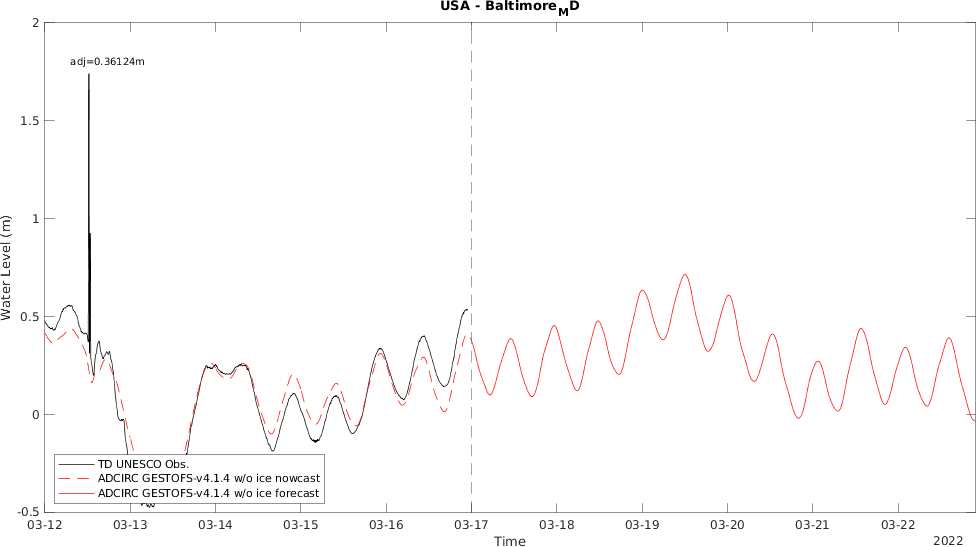 USA - Baltimore_MD
2
adj=0.36124m
1.5
1
Water Level (m)
0.5
0
TD UNESCO Obs.
ADCIRC GESTOFS-v4.1.4 w/o ice nowcast
ADCIRC GESTOFS-v4.1.4 w/o ice forecast
-0.5
03-12 03-13 03-14 03-15 03-16 03-17 03-18 03-19 03-20 03-21 03-22
Time
2022